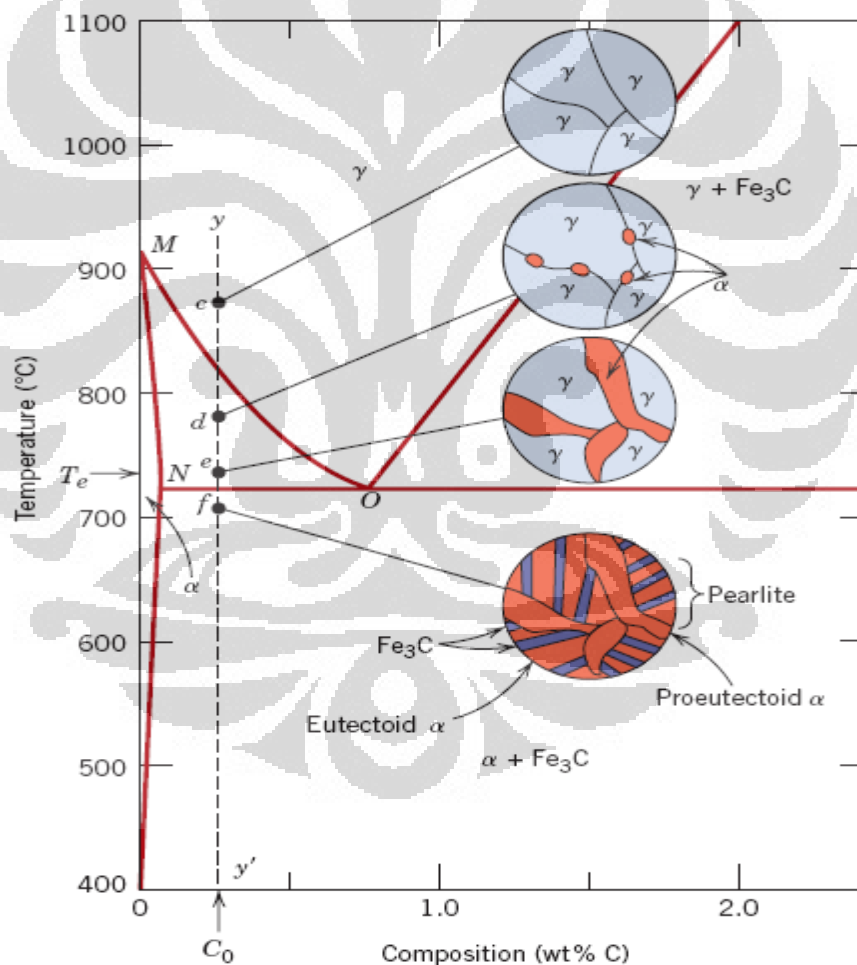 1100
γ
γ
γ
γ
1000
γ
γ + Fe₃C
y
γ
γ
M
900
α
c
γ
γ
Temperature (°C)
800
γ
γ
d
N
e
γ
γ
Tₑ
f
O
700
α
Pearlite
Fe₃C
600
Proeutectoid α
Eutectoid α
α + Fe₃C
500
y′
400
0
1.0
2.0
C₀
Composition (wt% C)